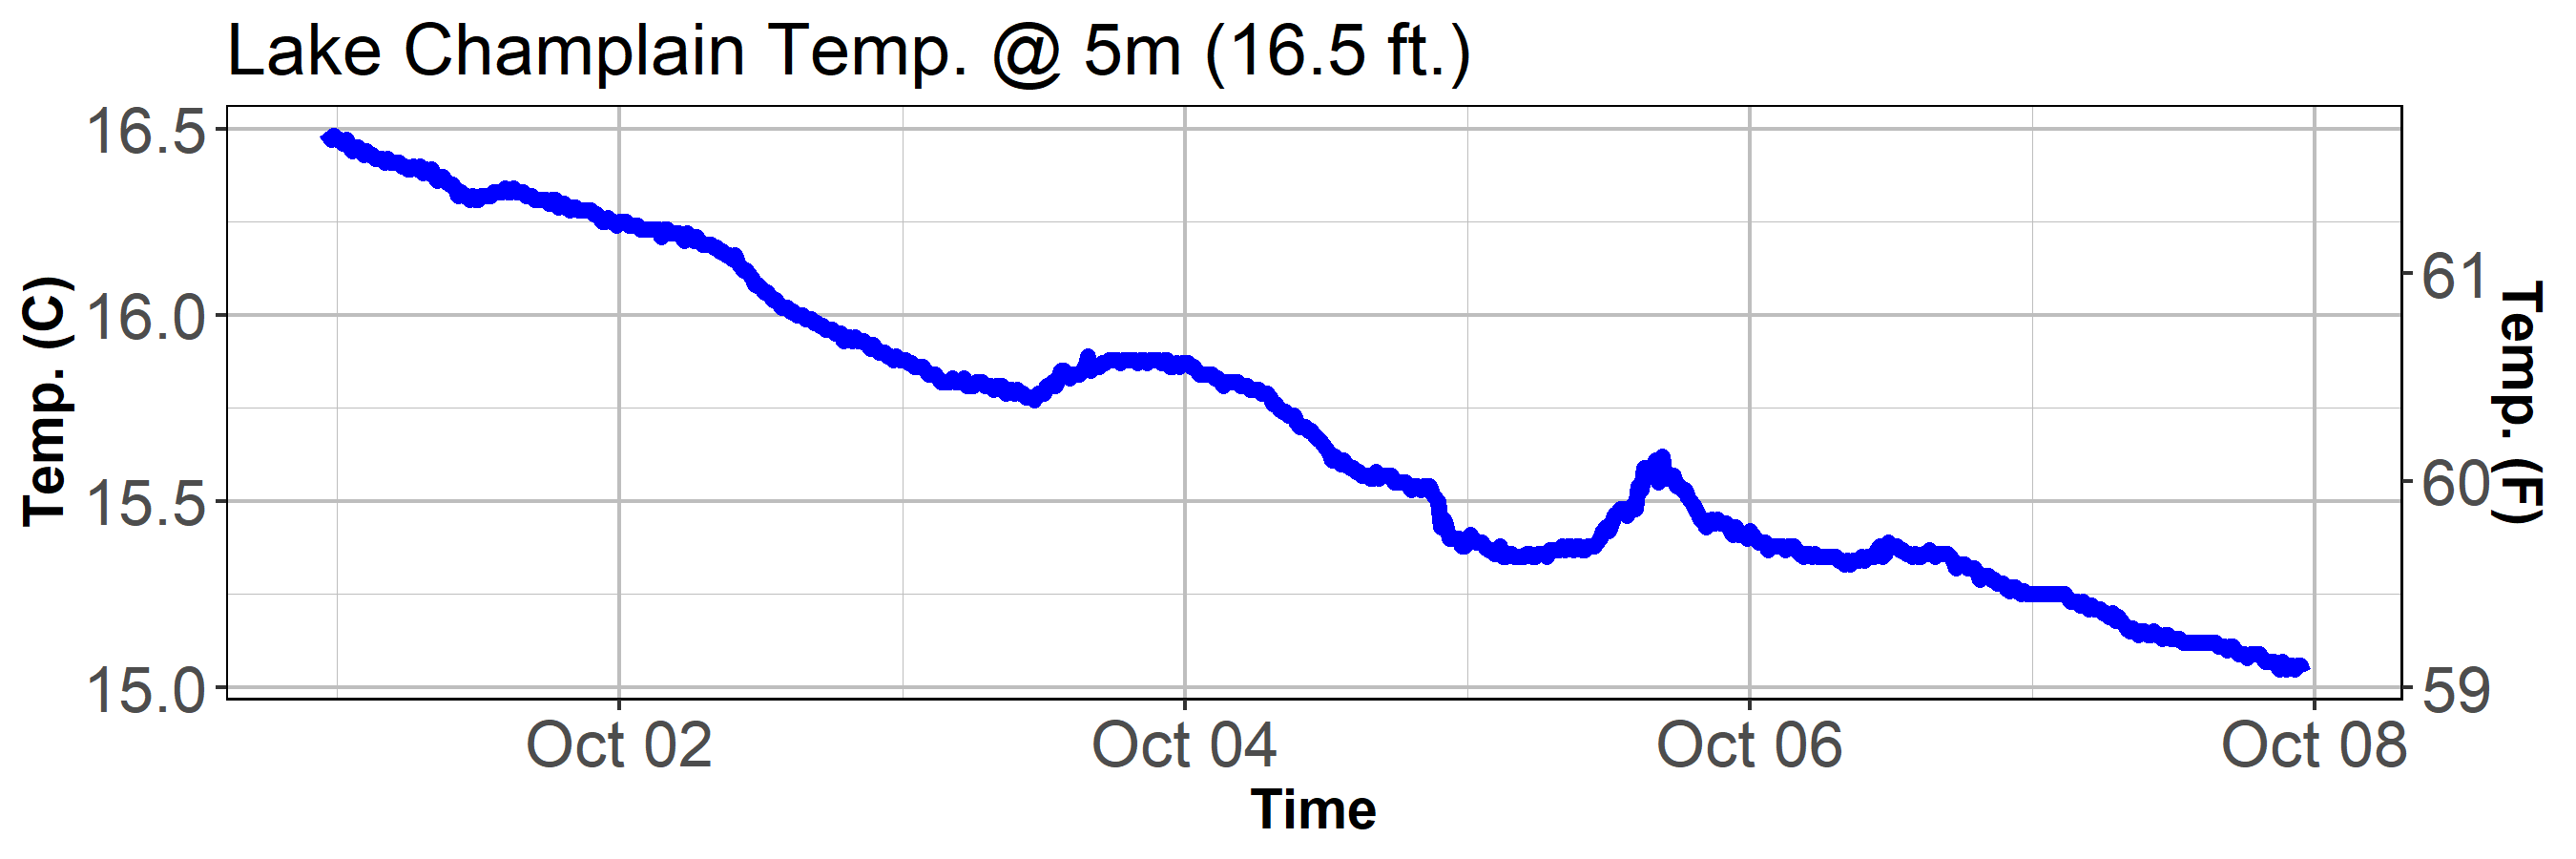 Lake Champlain Temp. @ 5m (16.5 ft.)
Temp. (C)
16.5
16.0
15.5
15.0
61
60
59
Temp. (F)
Oct 02 Oct 04 Oct 06 Oct 08
Time